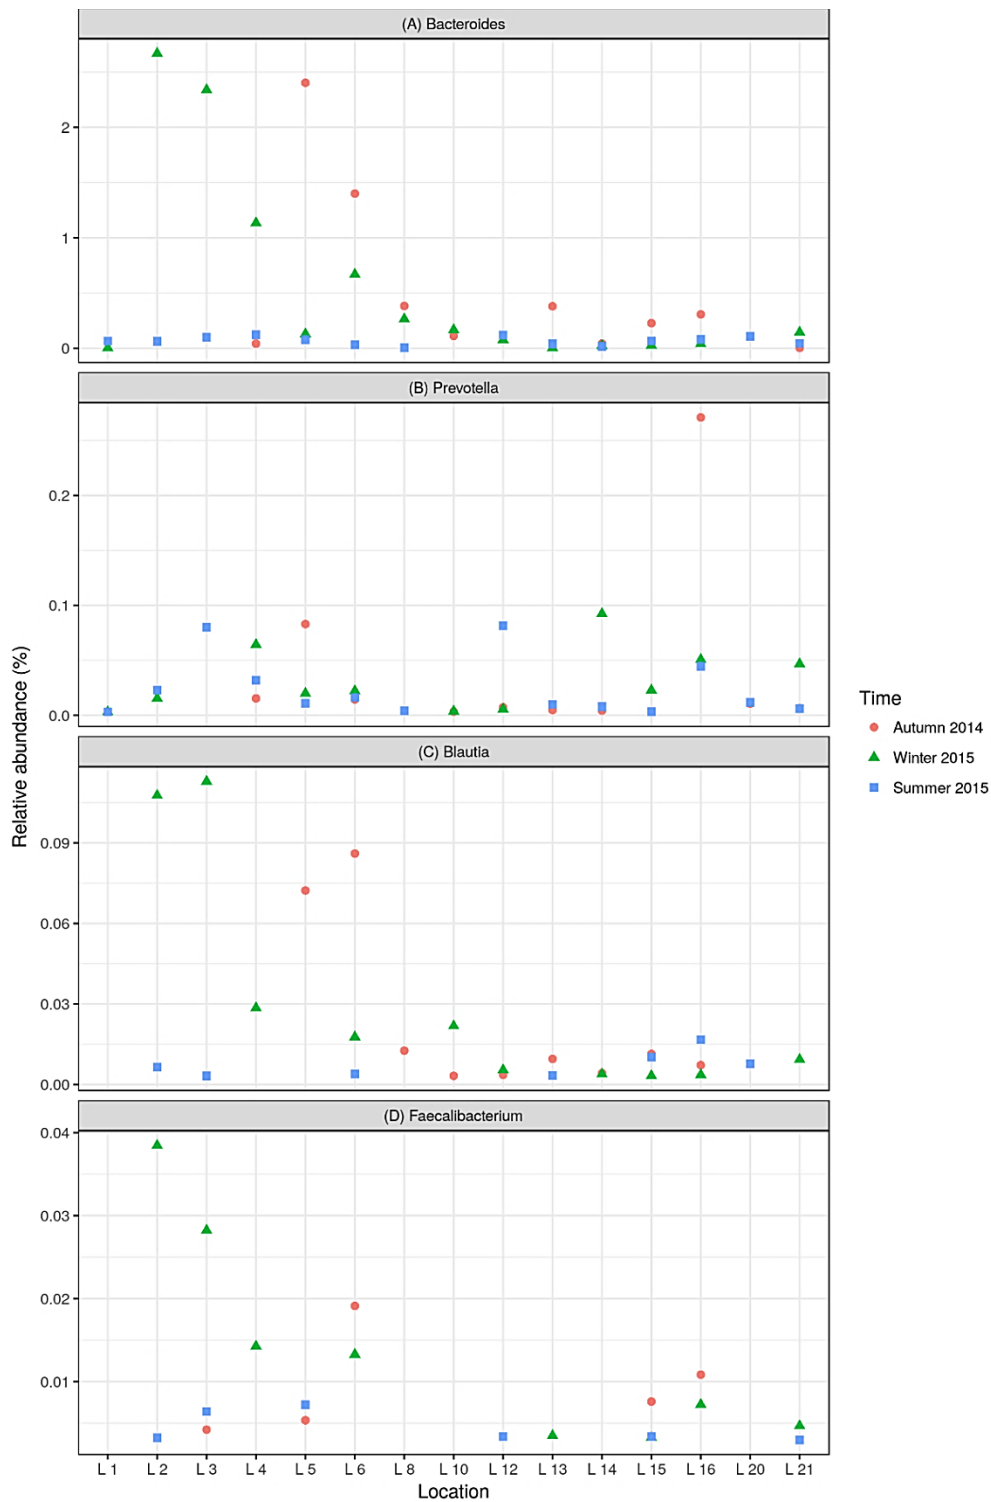 (A) Bacteroides
2
1
0
(B) Prevotella
0.2
0.1
0.0
(C) Blautia
0.09
0.06
0.03
0.00
(D) Faecalibacterium
0.04
0.03
0.02
0.01
L 1 L 2 L 3 L 4 L 5 L 6 L 8 L 10 L 12 L 13 L 14 L 15 L 16 L 20 L 21
Location
Relative abundance (%)
Time
Autumn 2014
Winter 2015
Summer 2015